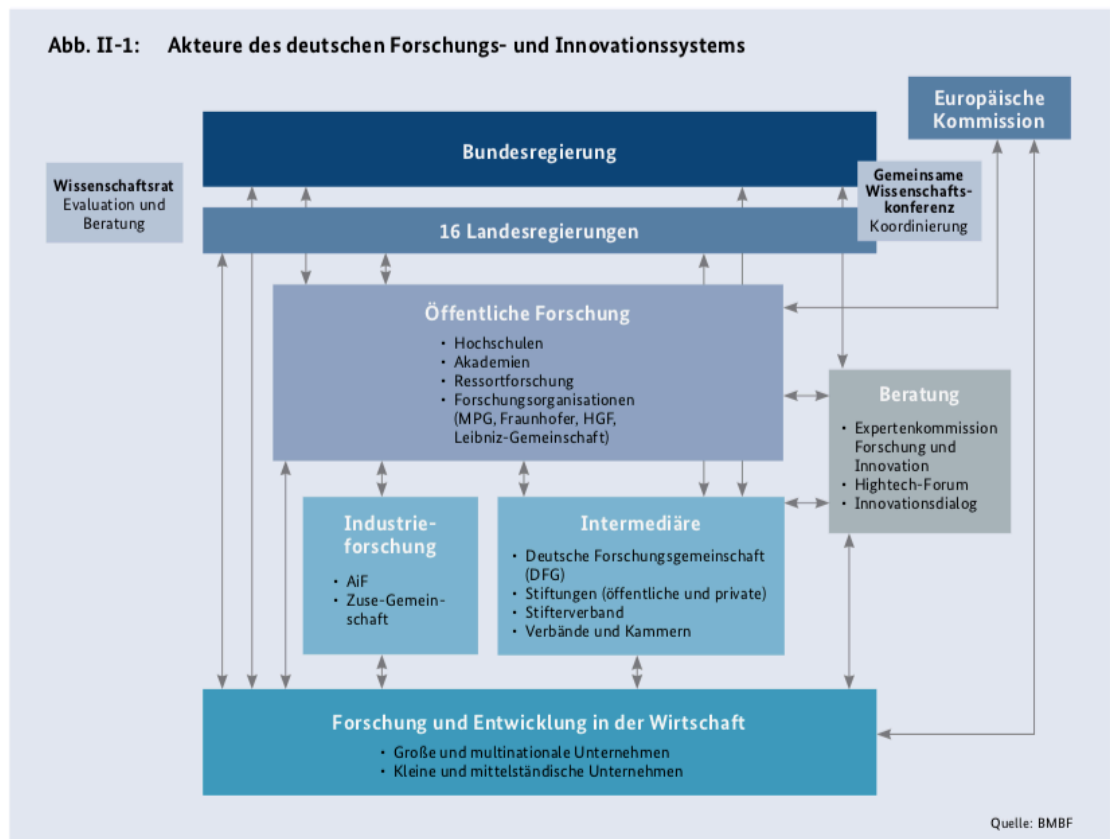 Abb. II-1: Akteure des deutschen Forschungs- und Innovationssystems
Europäische
Kommission
Bundesregierung
Wissenschaftsrat
Evaluation und
Beratung
Gemeinsame
Wissenschafts-
konferenz
Koordinierung
16 Landesregierungen
Öffentliche Forschung
• Hochschulen
• Akademien
• Ressortforschung
• Forschungsorganisationen
(MPG, Fraunhofer, HGF,
Leibniz-Gemeinschaft)
Beratung
• Expertenkommission
Forschung und
Innovation
• Hightech-Forum
• Innovationsdialog
Industrie-
forschung
• AiF
• Zuse-Gemein-
schaft
Intermediäre
• Deutsche Forschungsgemeinschaft
(DFG)
• Stiftungen (öffentliche und private)
• Stifterverband
• Verbände und Kammern
Forschung und Entwicklung in der Wirtschaft
• Große und multinationale Unternehmen
• Kleine und mittelständische Unternehmen
Quelle: BMBF